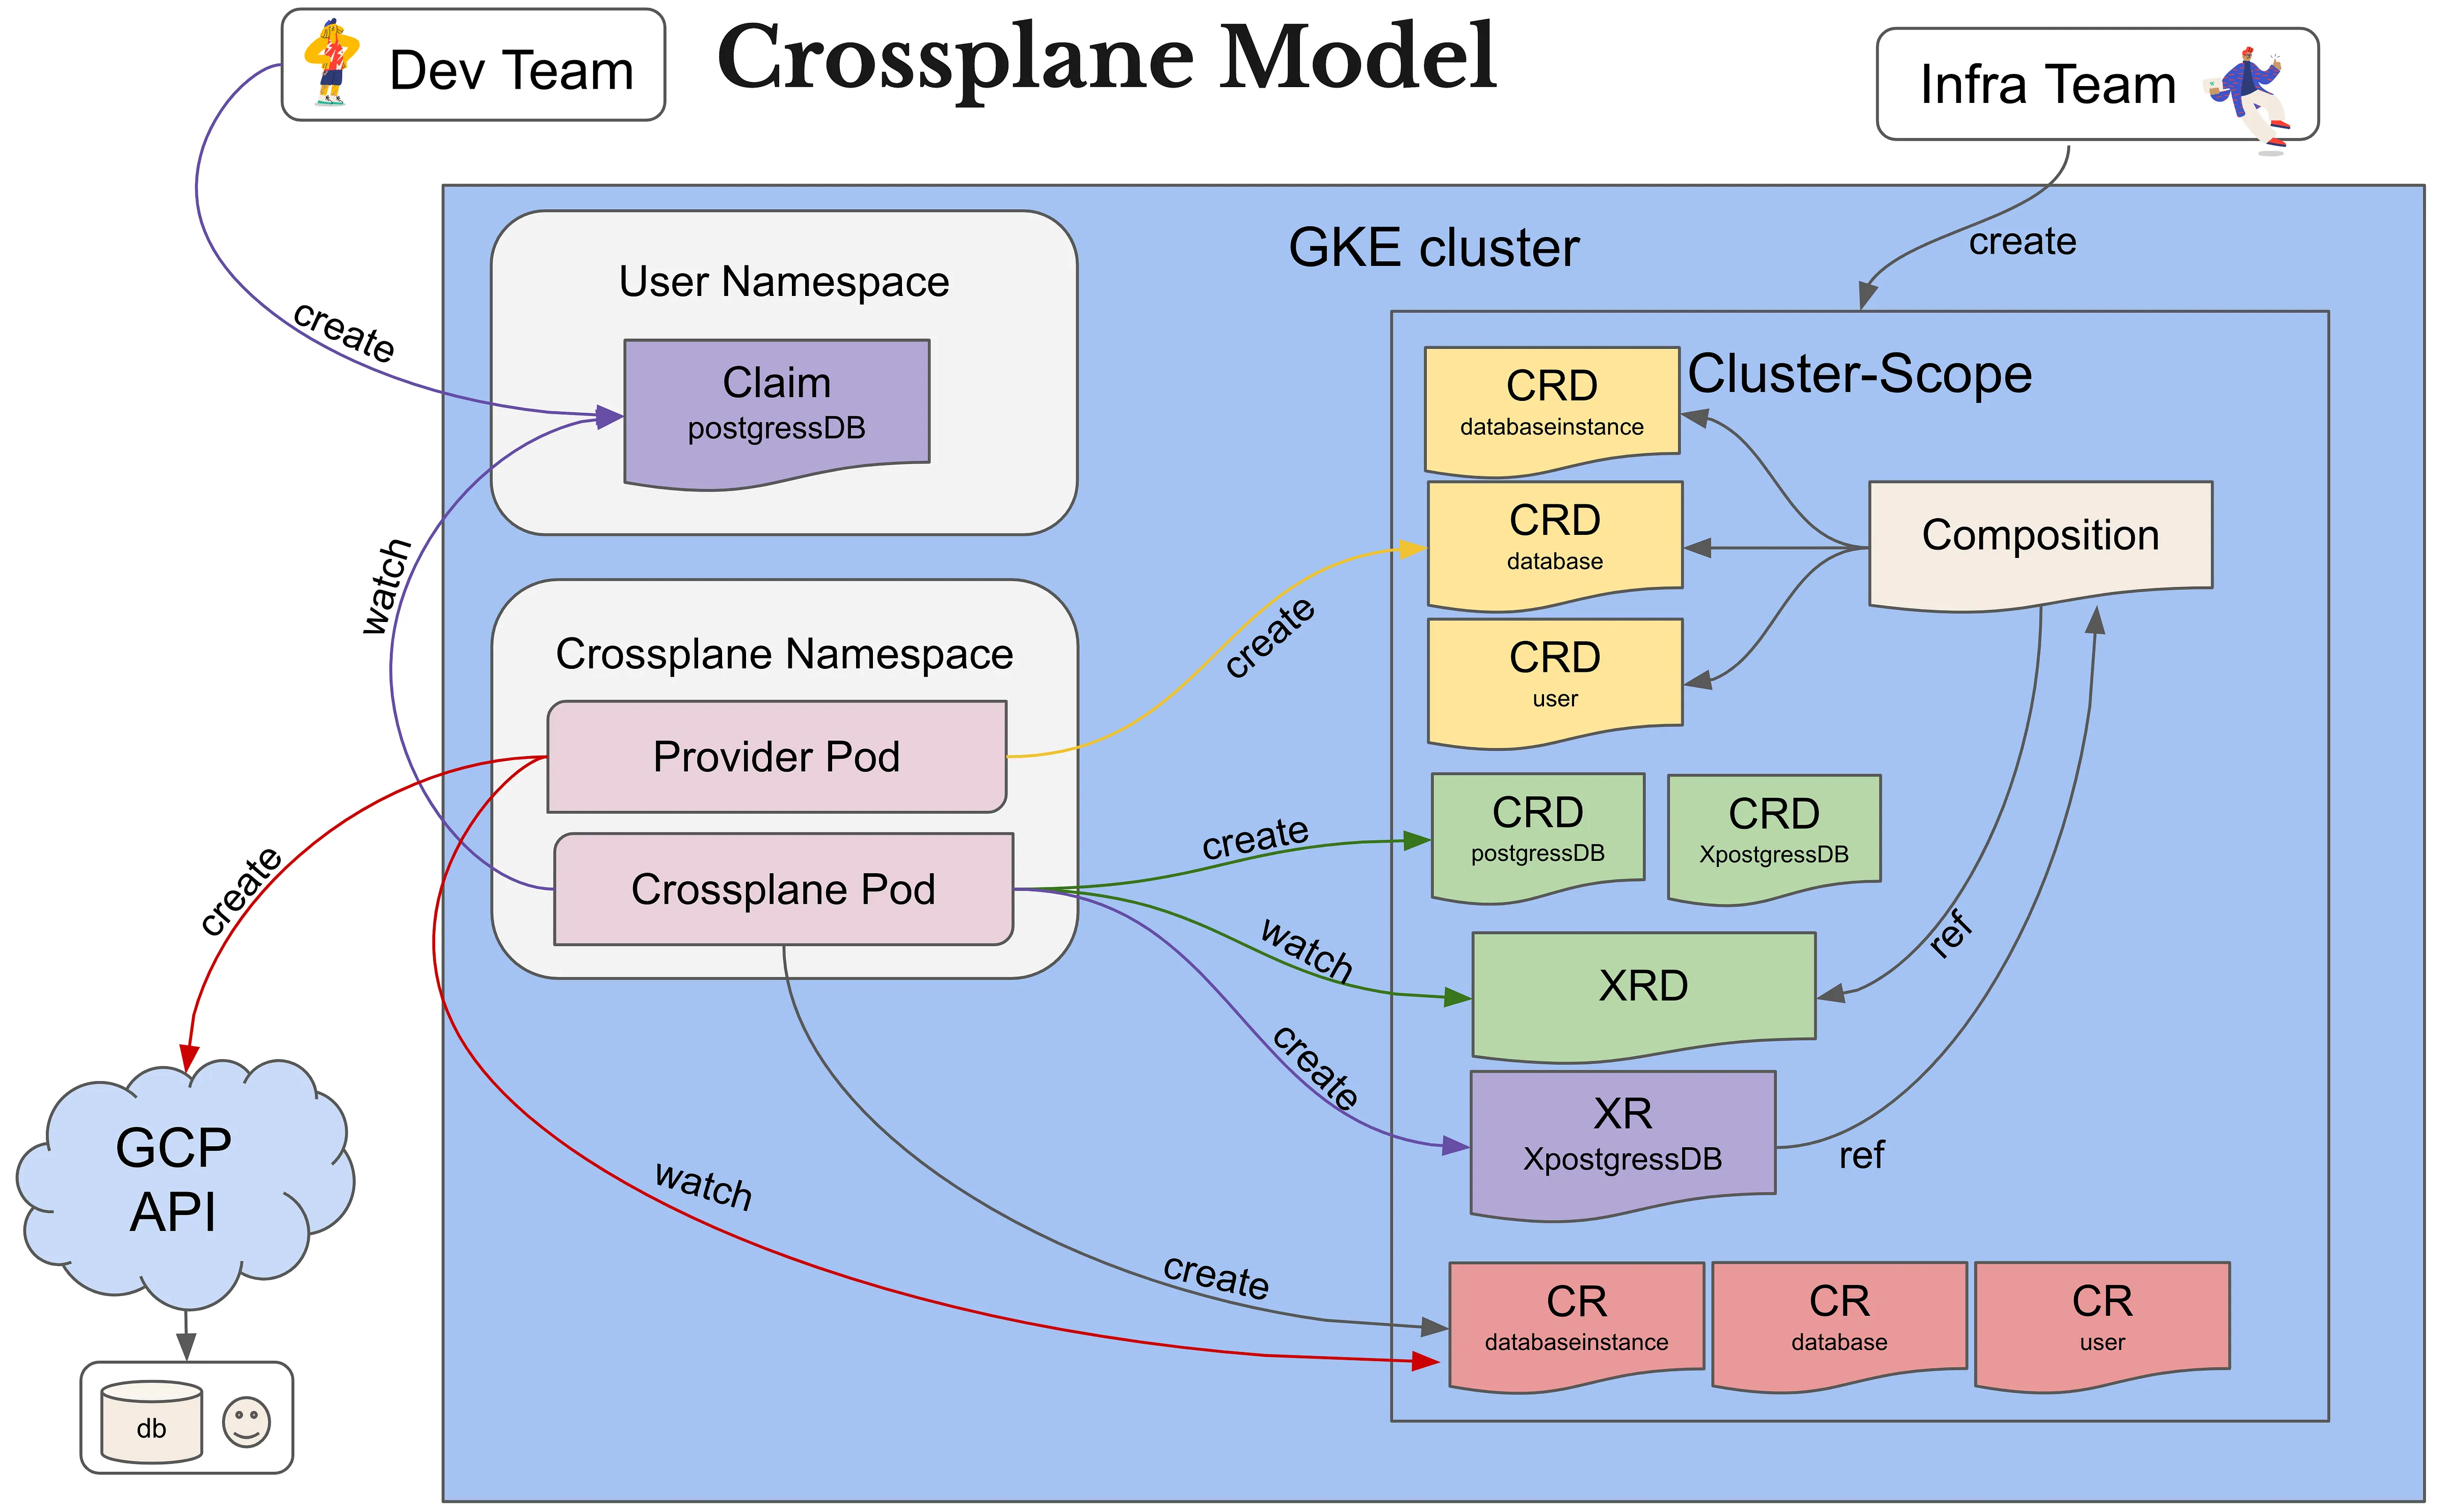 Crossplane Model
Dev Team
Infra Team
create
GKE cluster
User Namespace
Claim
postgressDB
create
watch
Crossplane Namespace
Provider Pod
Crossplane Pod
Cluster-Scope
CRD
databaseinstance
CRD
database
CRD
user
Composition
create
create
CRD
postgressDB
CRD
XpostgressDB
watch
XRD
ref
create
XR
XpostgressDB
ref
create
GCP
API
watch
create
CR
databaseinstance
CR
database
CR
user
db